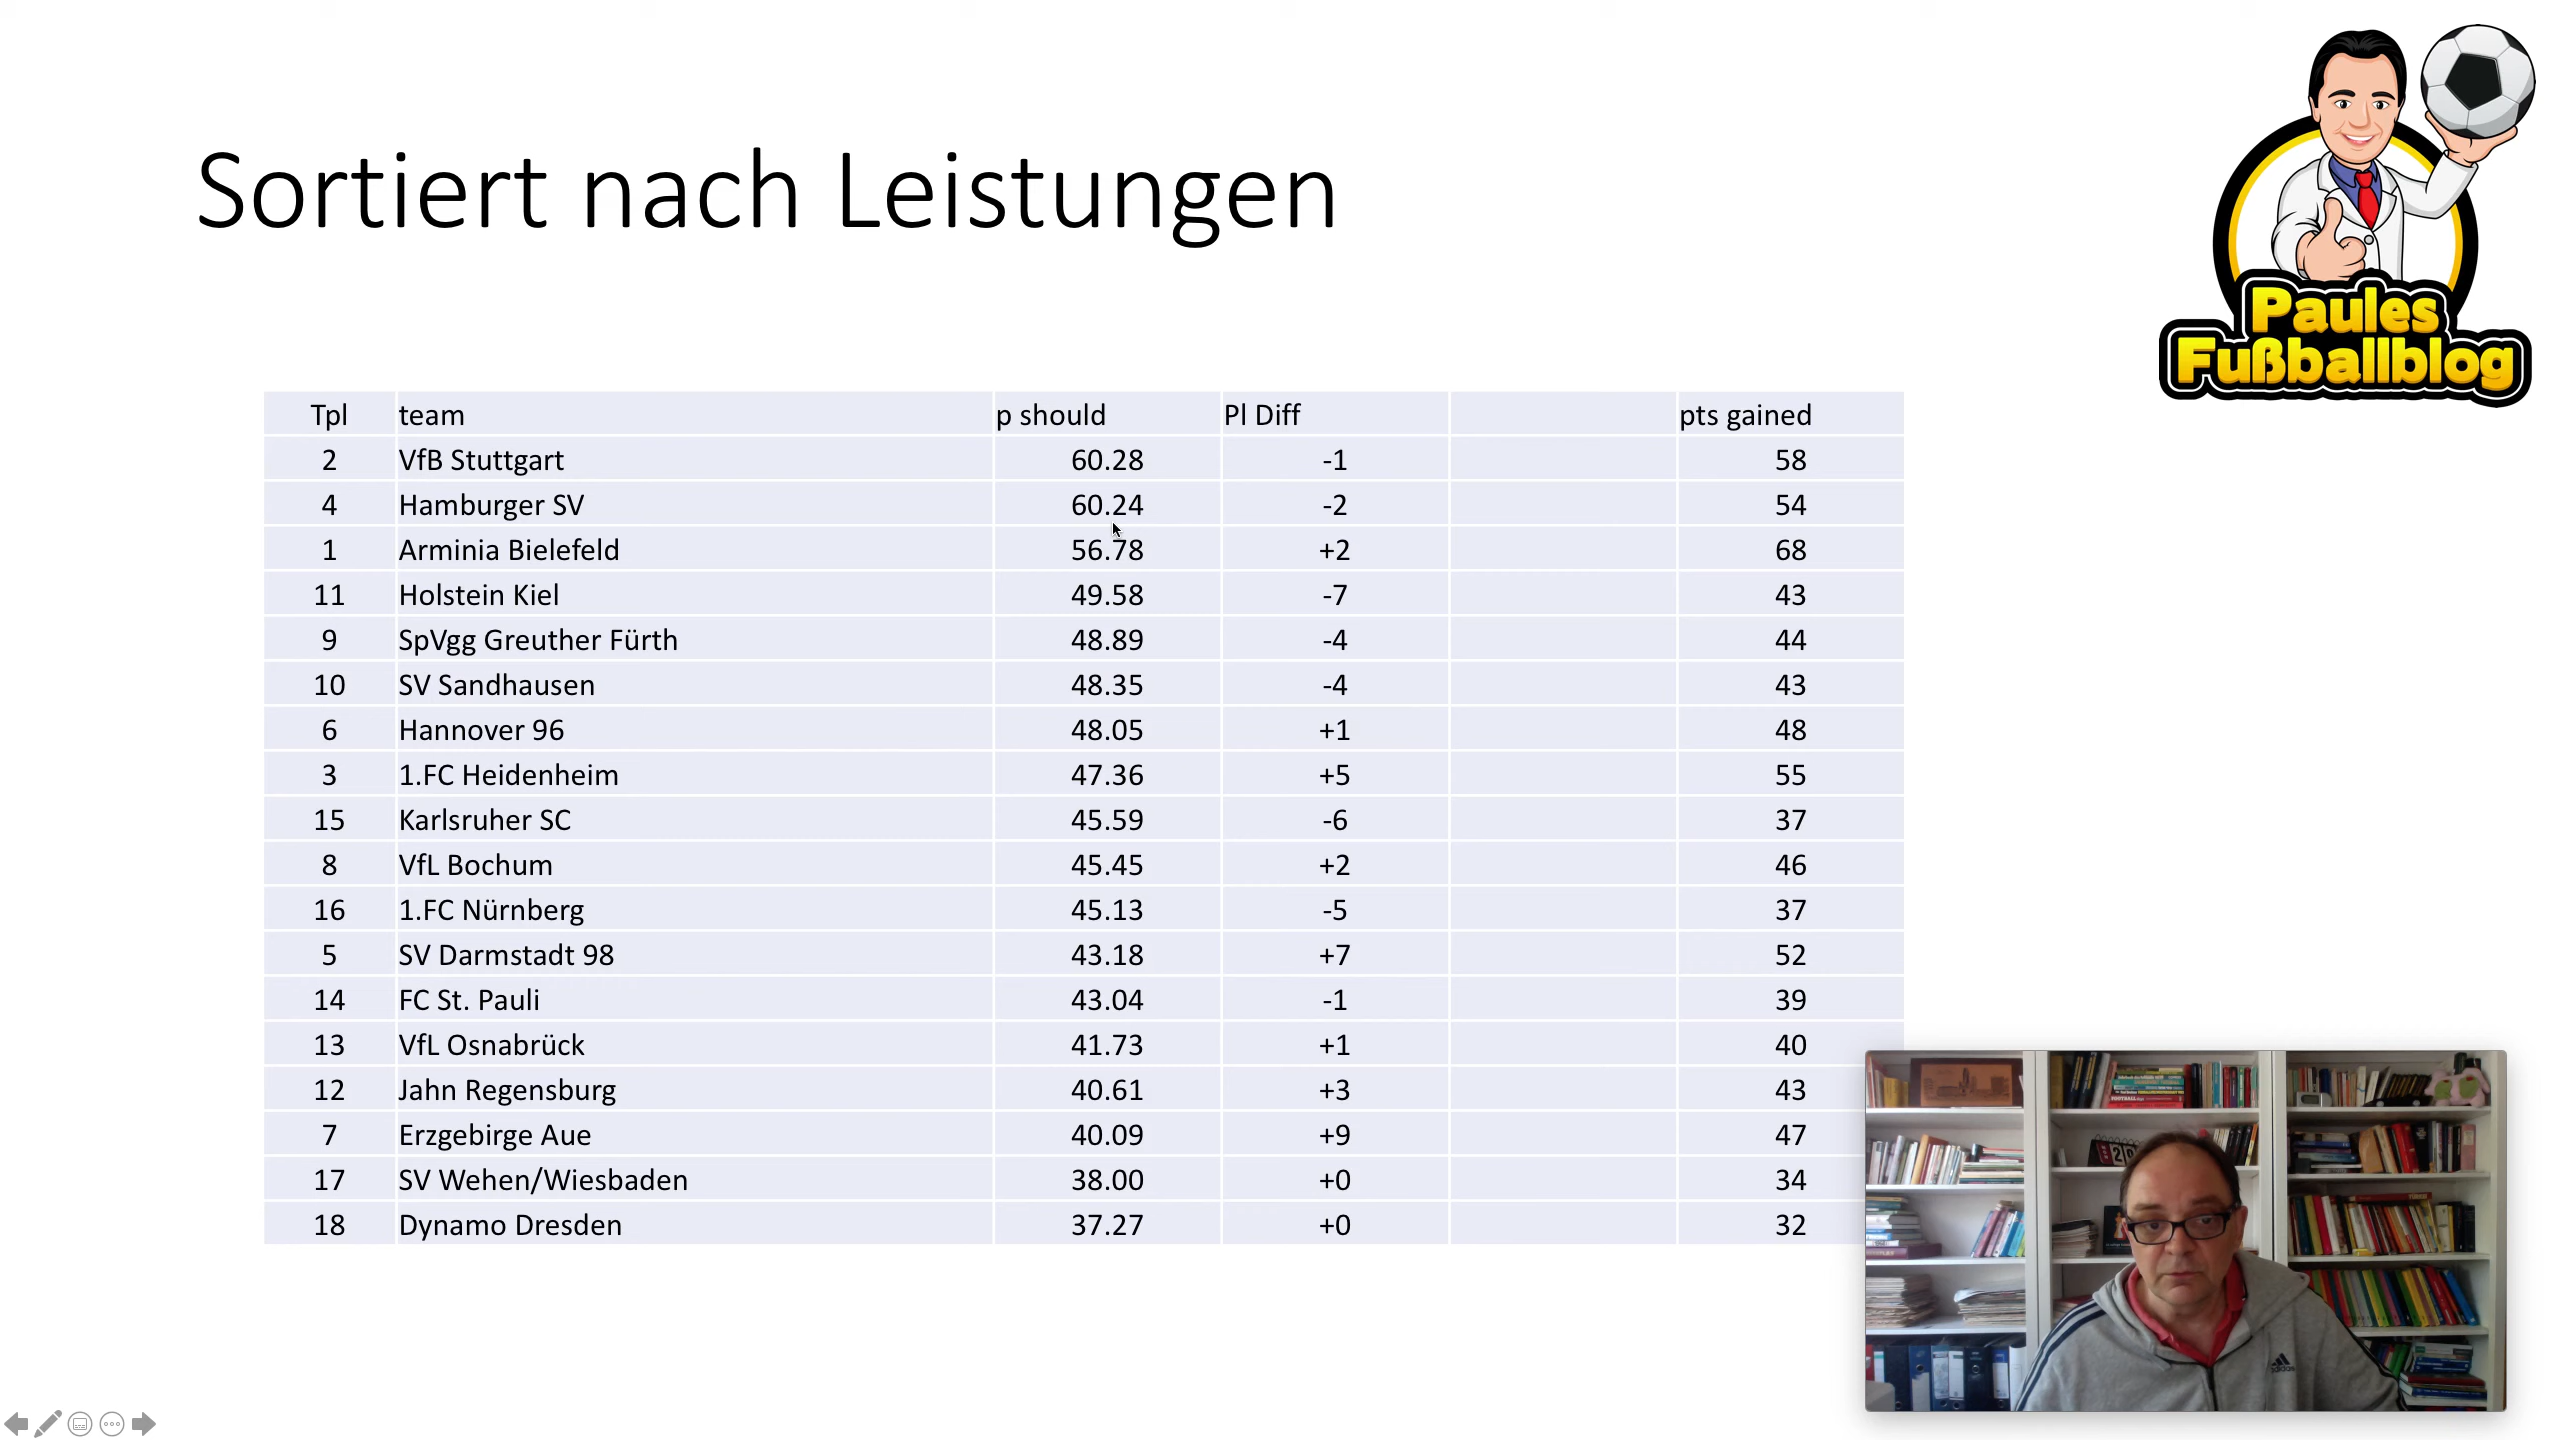 Sortiert nach Leistungen
Paules
Fußballblog
Tpl team p should Pl Diff pts gained
2 VfB Stuttgart 60.28 -1 58
4 Hamburger SV 60.24 -2 54
1 Arminia Bielefeld 56.78 +2 68
11 Holstein Kiel 49.58 -7 43
9 SpVgg Greuther Fürth 48.89 -4 44
10 SV Sandhausen 48.35 -4 43
6 Hannover 96 48.05 +1 48
3 1.FC Heidenheim 47.36 +5 55
15 Karlsruher SC 45.59 -6 37
8 VfL Bochum 45.45 +2 46
16 1.FC Nürnberg 45.13 -5 37
5 SV Darmstadt 98 43.18 +7 52
14 FC St. Pauli 43.04 -1 39
13 VfL Osnabrück 41.73 +1 40
12 Jahn Regensburg 40.61 +3 43
7 Erzgebirge Aue 40.09 +9 47
17 SV Wehen/Wiesbaden 38.00 +0 34
18 Dynamo Dresden 37.27 +0 32
adidas